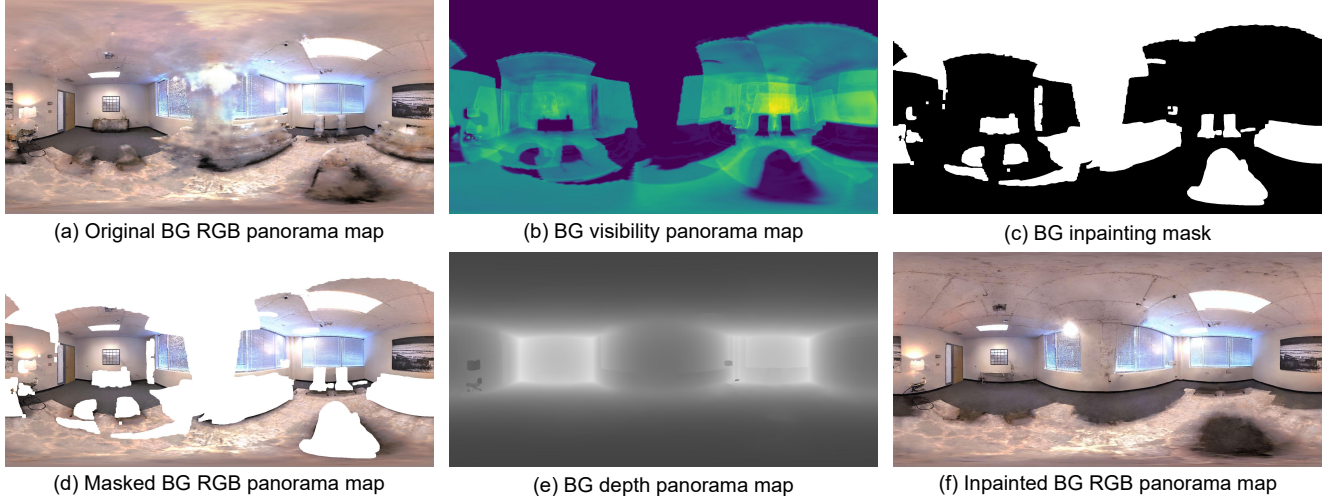 (a) Original BG RGB panorama map
(b) BG visibility panorama map
(c) BG inpainting mask
(d) Masked BG RGB panorama map
(e) BG depth panorama map
(f) Inpainted BG RGB panorama map